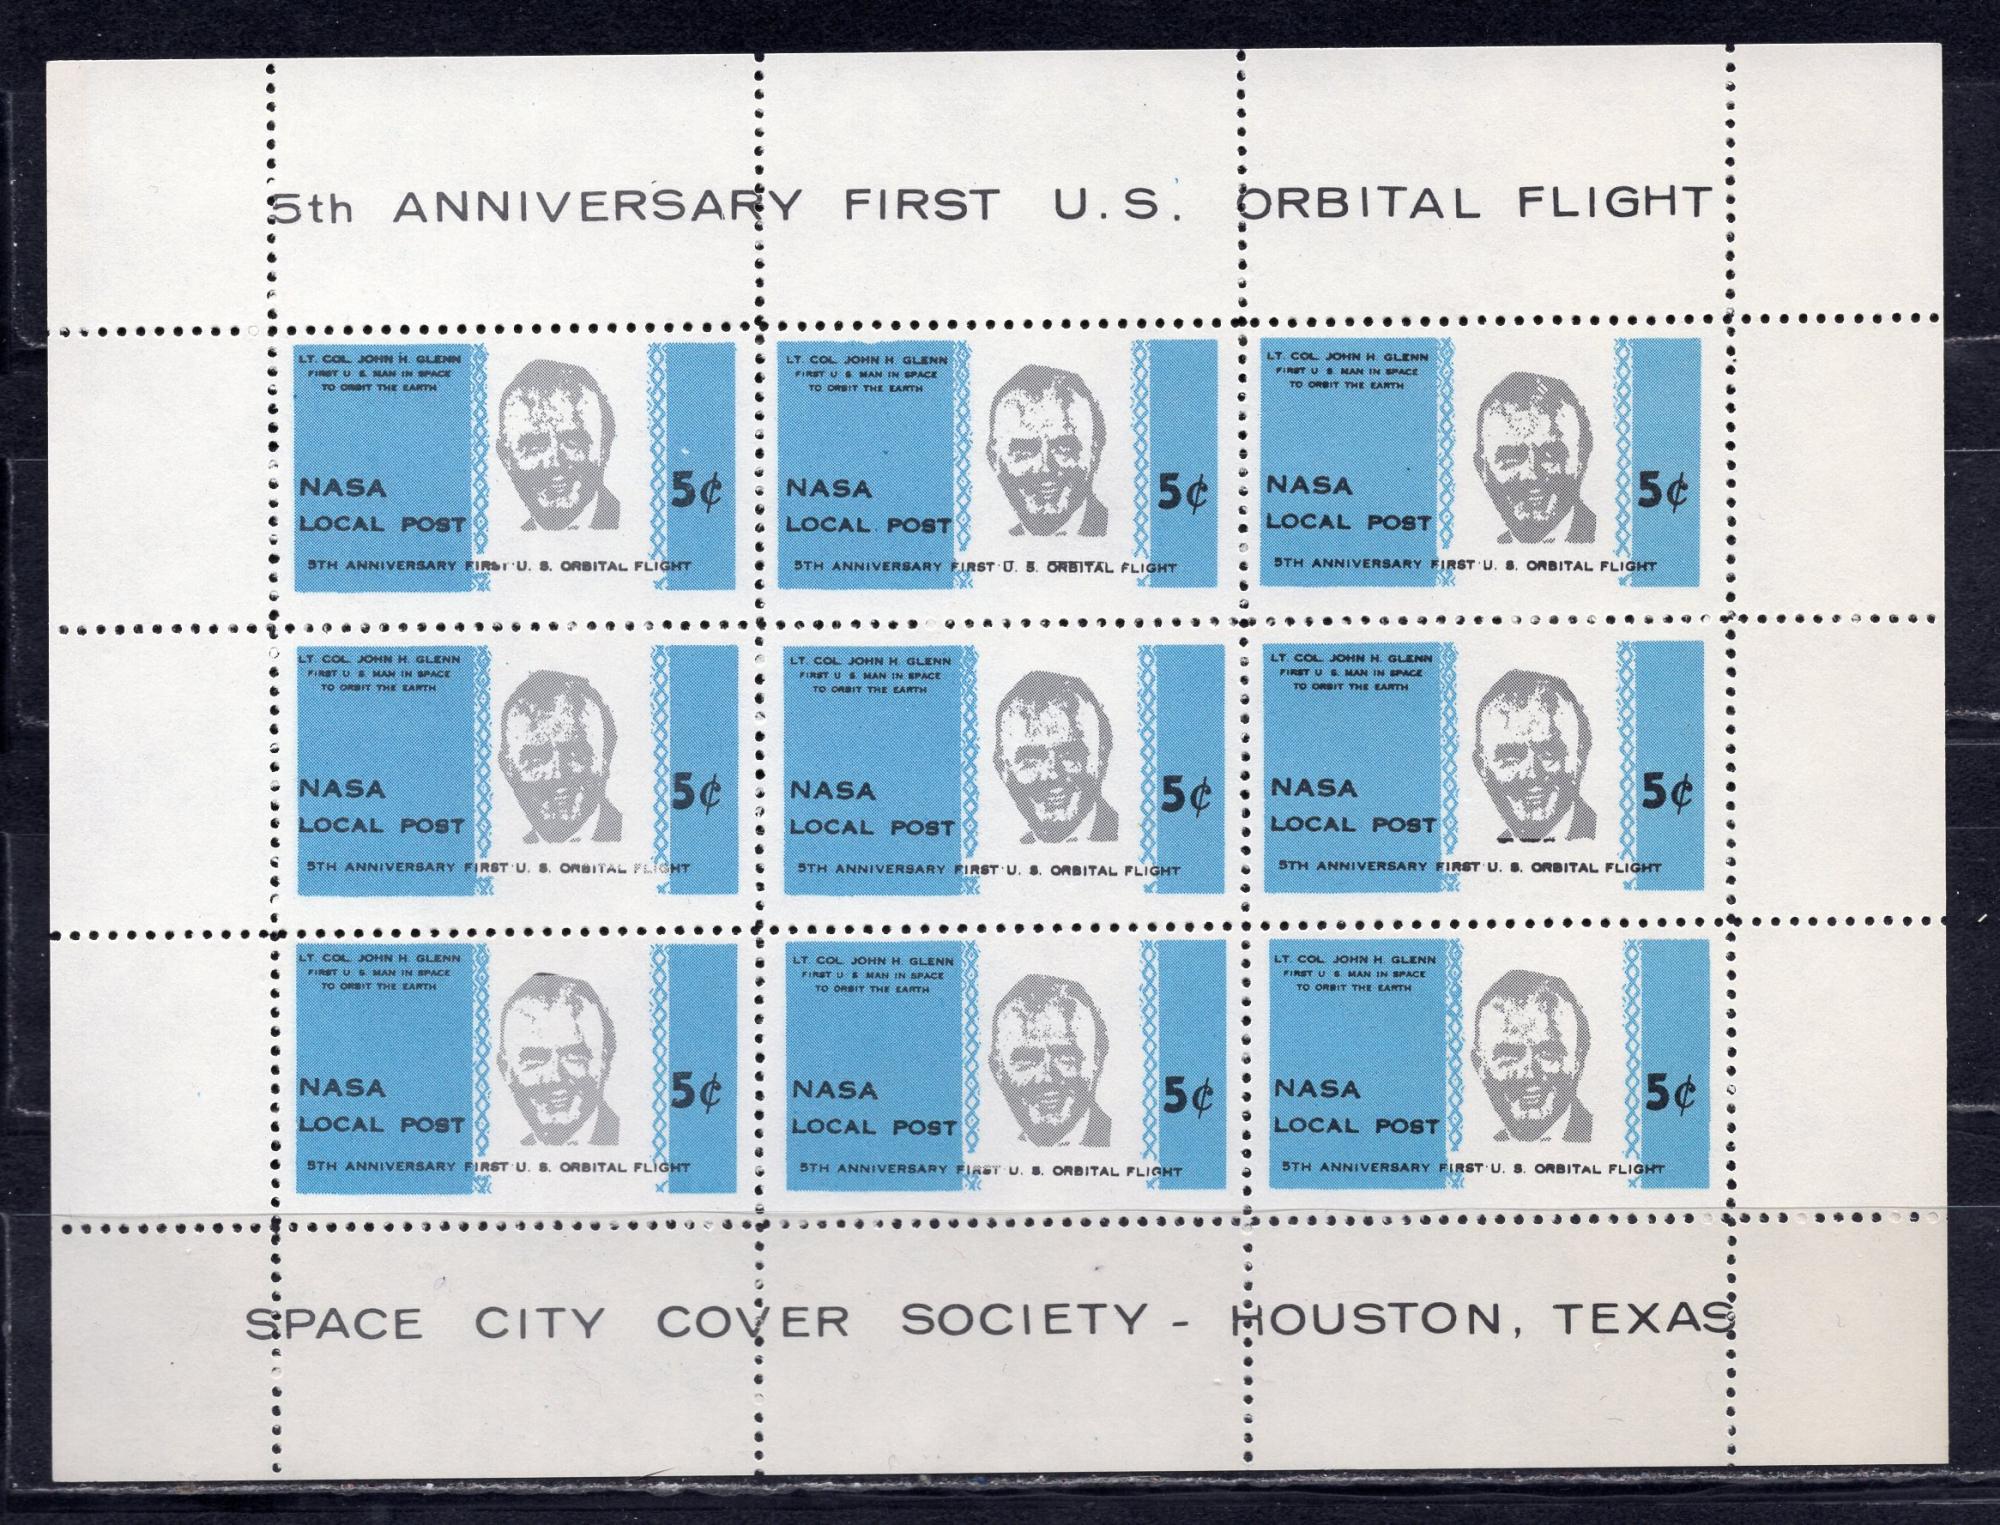 5th ANNIVERSARY FIRST U.S. ORBITAL FLIGHT
LT. COL. JOHN H. GLENN
FIRST U S. MAN IN SPACE
TO ORBIT THE EARTH
NASA
LOCAL POST
5¢
5TH ANNIVERSARY FIRST U. S. ORBITAL FLIGHT
LT. COL. JOHN H. GLENN
FIRST U S. MAN IN SPACE
TO ORBIT THE EARTH
NASA
LOCAL POST
5¢
5TH ANNIVERSARY FIRST U. S. ORBITAL FLIGHT
LT. COL. JOHN H. GLENN
FIRST U S. MAN IN SPACE
TO ORBIT THE EARTH
NASA
LOCAL POST
5¢
5TH ANNIVERSARY FIRST U. S. ORBITAL FLIGHT
LT. COL. JOHN H. GLENN
FIRST U S. MAN IN SPACE
TO ORBIT THE EARTH
NASA
LOCAL POST
5¢
5TH ANNIVERSARY FIRST U. S. ORBITAL FLIGHT
LT. COL. JOHN H. GLENN
FIRST U S. MAN IN SPACE
TO ORBIT THE EARTH
NASA
LOCAL POST
5¢
5TH ANNIVERSARY FIRST U. S. ORBITAL FLIGHT
LT. COL. JOHN H. GLENN
FIRST U S. MAN IN SPACE
TO ORBIT THE EARTH
NASA
LOCAL POST
5¢
5TH ANNIVERSARY FIRST U. S. ORBITAL FLIGHT
LT. COL. JOHN H. GLENN
FIRST U S. MAN IN SPACE
TO ORBIT THE EARTH
NASA
LOCAL POST
5¢
5TH ANNIVERSARY FIRST U. S. ORBITAL FLIGHT
LT. COL. JOHN H. GLENN
FIRST U S. MAN IN SPACE
TO ORBIT THE EARTH
NASA
LOCAL POST
5¢
5TH ANNIVERSARY FIRST U. S. ORBITAL FLIGHT
LT. COL. JOHN H. GLENN
FIRST U S. MAN IN SPACE
TO ORBIT THE EARTH
NASA
LOCAL POST
5¢
5TH ANNIVERSARY FIRST U. S. ORBITAL FLIGHT
SPACE CITY COVER SOCIETY - HOUSTON, TEXAS